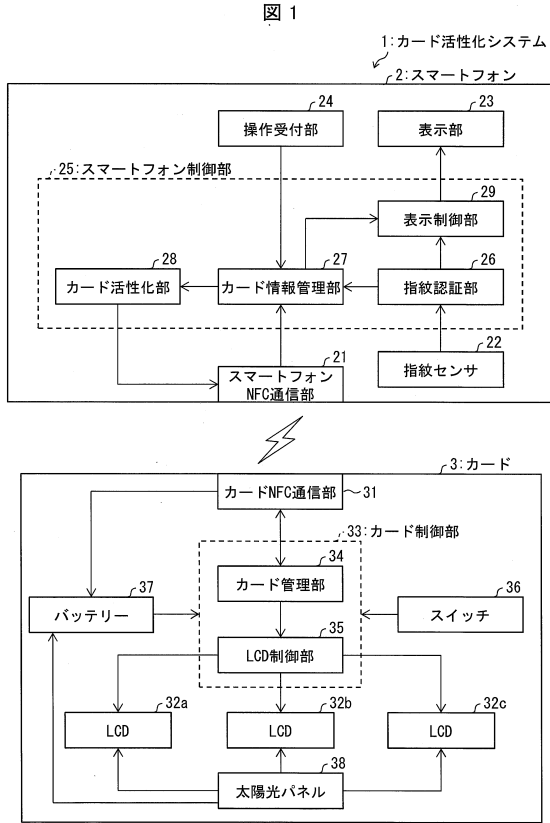 図1
1:カード活性化システム
2:スマートフォン
24
操作受付部
23
表示部
25:スマートフォン制御部
29
表示制御部
28
カード活性化部
27
カード情報管理部
26
指紋認証部
21
スマートフォン
NFC通信部
22
指紋センサ
3:カード
カードNFC通信部
31
33:カード制御部
34
カード管理部
37
バッテリー
36
スイッチ
35
LCD制御部
32a
LCD
32b
LCD
32c
LCD
38
太陽光パネル